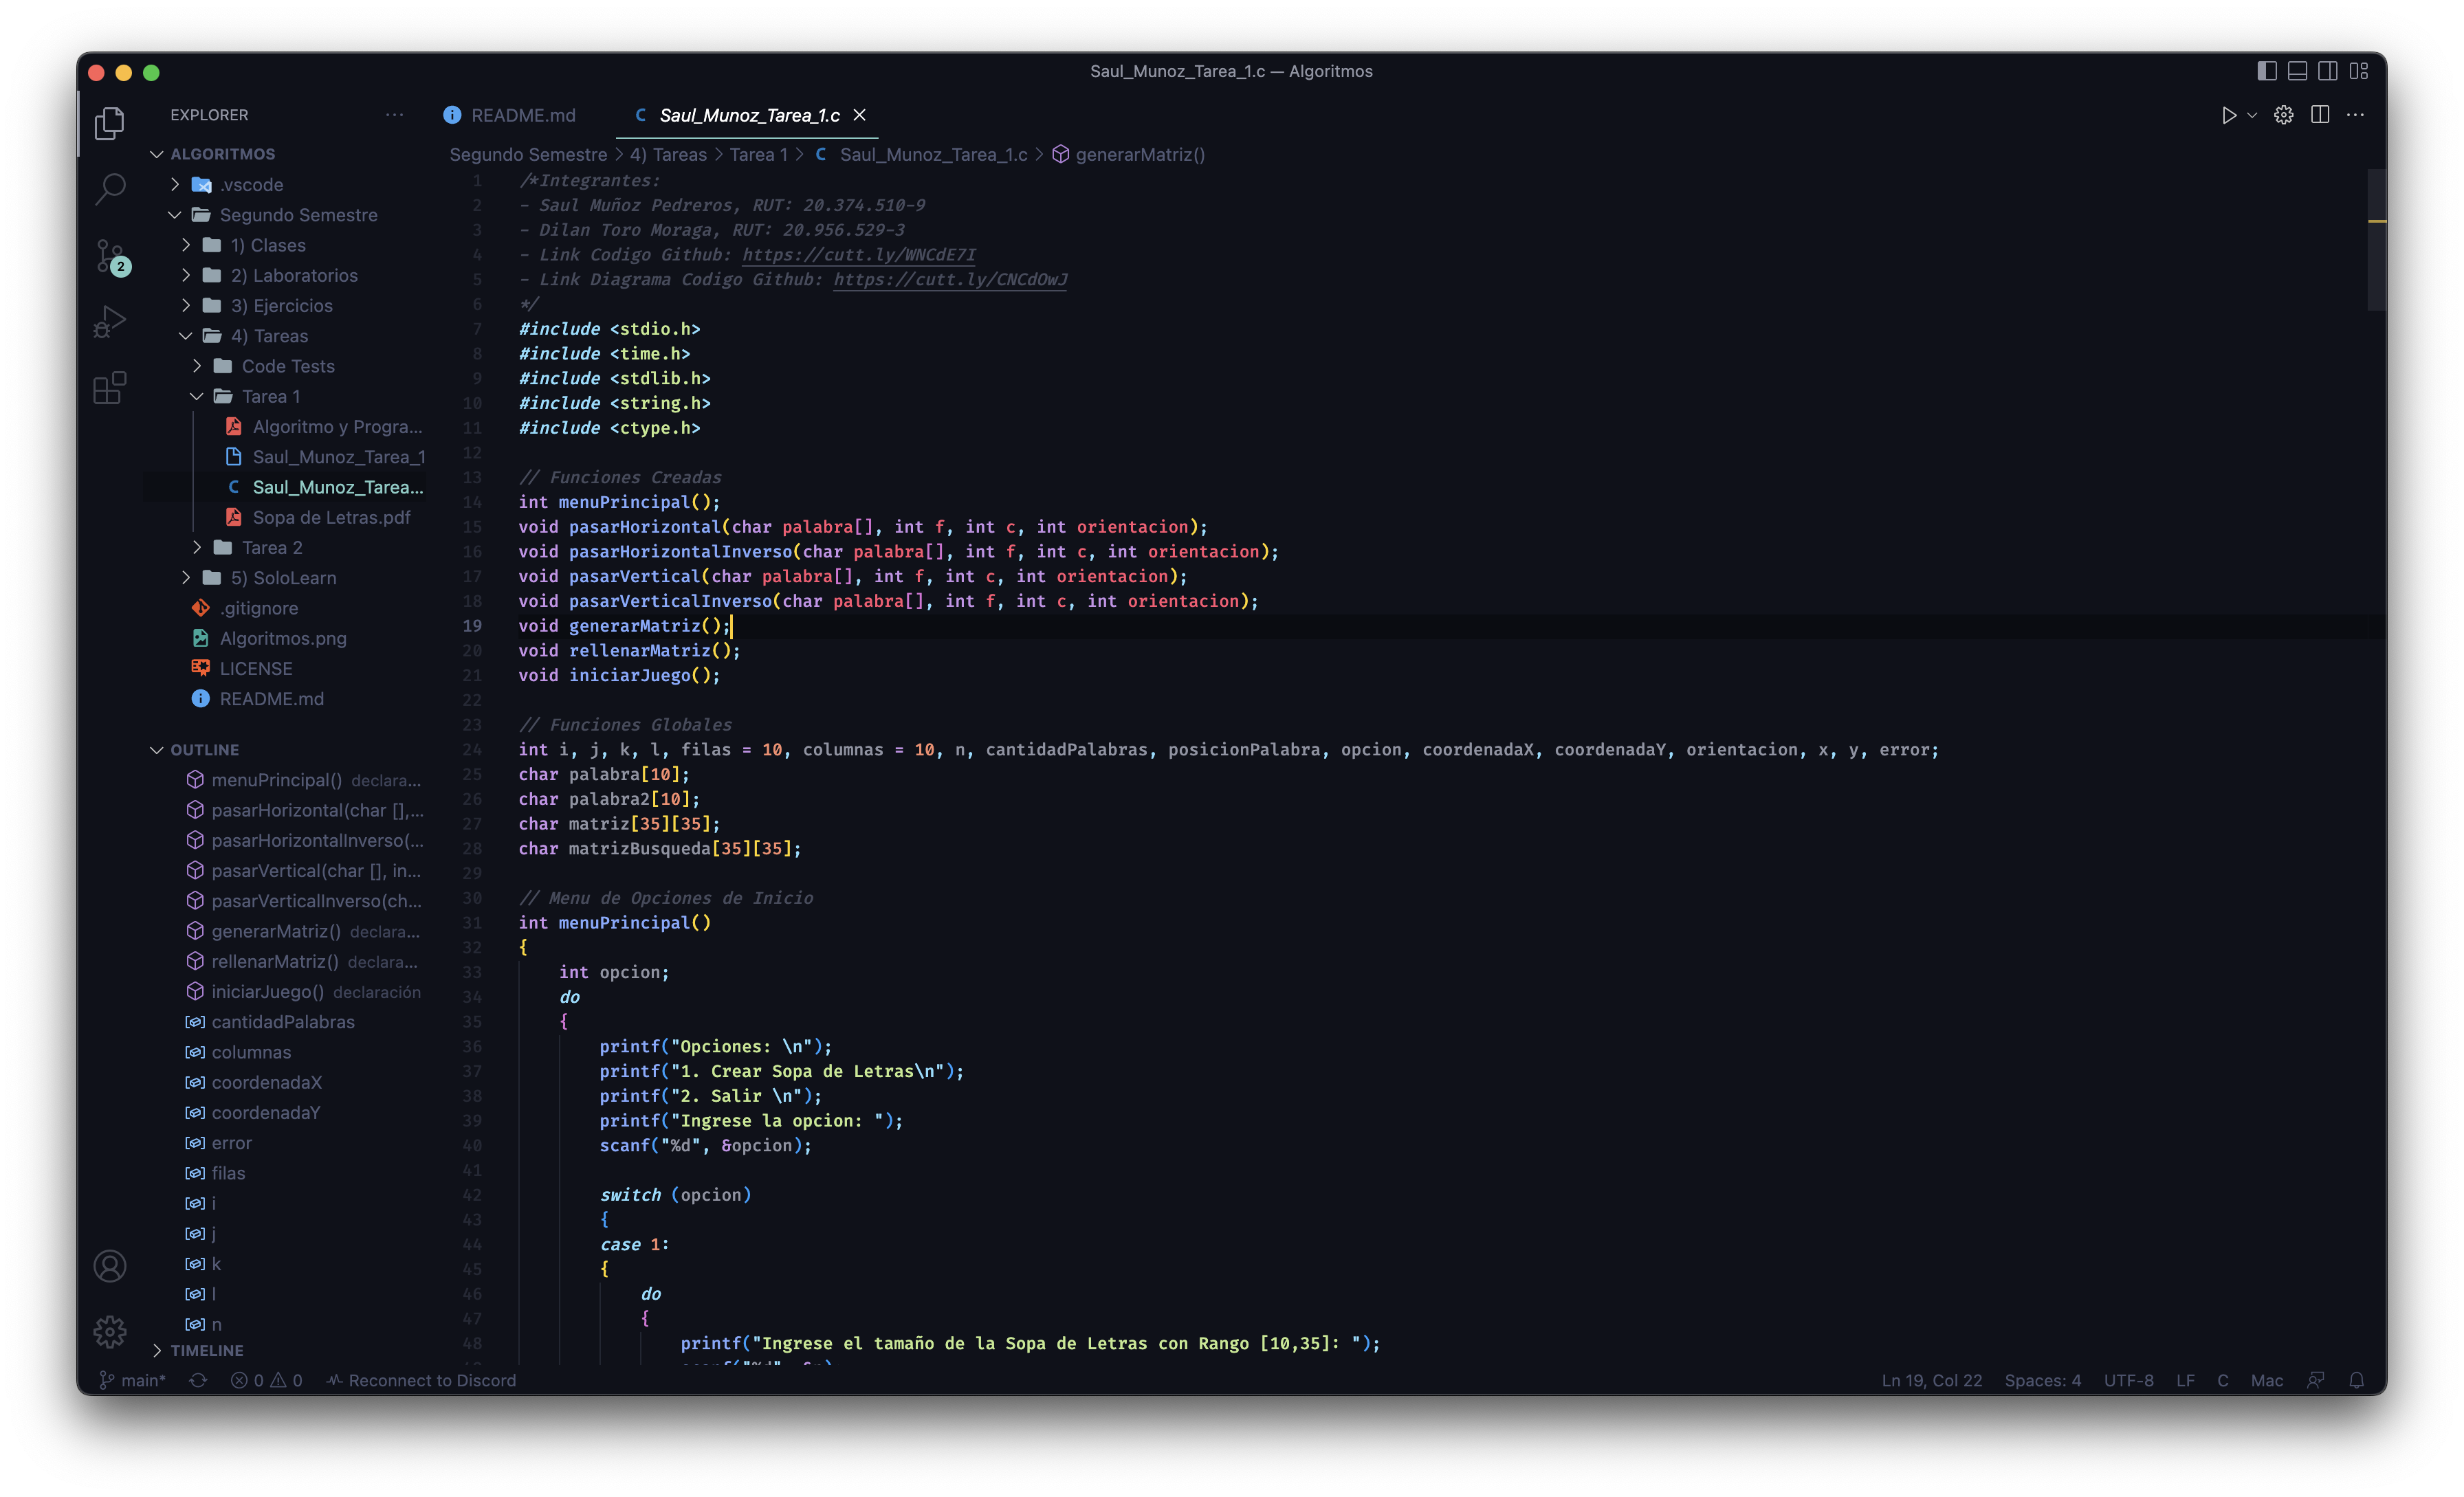 Saul_Munoz_Tarea_1.c — Algoritmos
EXPLORER
README.md
C Saul_Munoz_Tarea_1.c
Segundo Semestre > 4) Tareas > Tarea 1 > C Saul_Munoz_Tarea_1.c > generarMatriz()
ALGORITMOS
.vscode
Segundo Semestre
1) Clases
2) Laboratorios
3) Ejercicios
4) Tareas
Code Tests
Tarea 1
Algoritmo y Progra...
Saul_Munoz_Tarea_1
C Saul_Munoz_Tarea...
Sopa de Letras.pdf
Tarea 2
5) SoloLearn
.gitignore
Algoritmos.png
LICENSE
README.md
2
OUTLINE
menuPrincipal() declara...
pasarHorizontal(char [],...
pasarHorizontalInverso(...
pasarVertical(char [], in...
pasarVerticalInverso(ch...
generarMatriz() declara...
rellenarMatriz() declara...
iniciarJuego() declaración
cantidadPalabras
columnas
coordenadaX
coordenadaY
error
filas
i
j
k
l
n
TIMELINE
1 /*Integrantes:
2 - Saul Muñoz Pedreros, RUT: 20.374.510-9
3 - Dilan Toro Moraga, RUT: 20.956.529-3
4 - Link Codigo Github: https://cutt.ly/WNCdE7I
5 - Link Diagrama Codigo Github: https://cutt.ly/CNCdOwJ
6 */
7 #include <stdio.h>
8 #include <time.h>
9 #include <stdlib.h>
10 #include <string.h>
11 #include <ctype.h>
12
13 // Funciones Creadas
14 int menuPrincipal();
15 void pasarHorizontal(char palabra[], int f, int c, int orientacion);
16 void pasarHorizontalInverso(char palabra[], int f, int c, int orientacion);
17 void pasarVertical(char palabra[], int f, int c, int orientacion);
18 void pasarVerticalInverso(char palabra[], int f, int c, int orientacion);
19 void generarMatriz();
20 void rellenarMatriz();
21 void iniciarJuego();
22
23 // Funciones Globales
24 int i, j, k, l, filas = 10, columnas = 10, n, cantidadPalabras, posicionPalabra, opcion, coordenadaX, coordenadaY, orientacion, x, y, error;
25 char palabra[10];
26 char palabra2[10];
27 char matriz[35][35];
28 char matrizBusqueda[35][35];
29
30 // Menu de Opciones de Inicio
31 int menuPrincipal()
32 {
33 int opcion;
34 do
35 {
36 printf("Opciones: \n");
37 printf("1. Crear Sopa de Letras\n");
38 printf("2. Salir \n");
39 printf("Ingrese la opcion: ");
40 scanf("%d", &opcion);
41
42 switch (opcion)
43 {
44 case 1:
45 {
46 do
47 {
48 printf("Ingrese el tamaño de la Sopa de Letras con Rango [10,35]: ");
main* 0 0 Reconnect to Discord
Ln 19, Col 22 Spaces: 4 UTF-8 LF C Mac